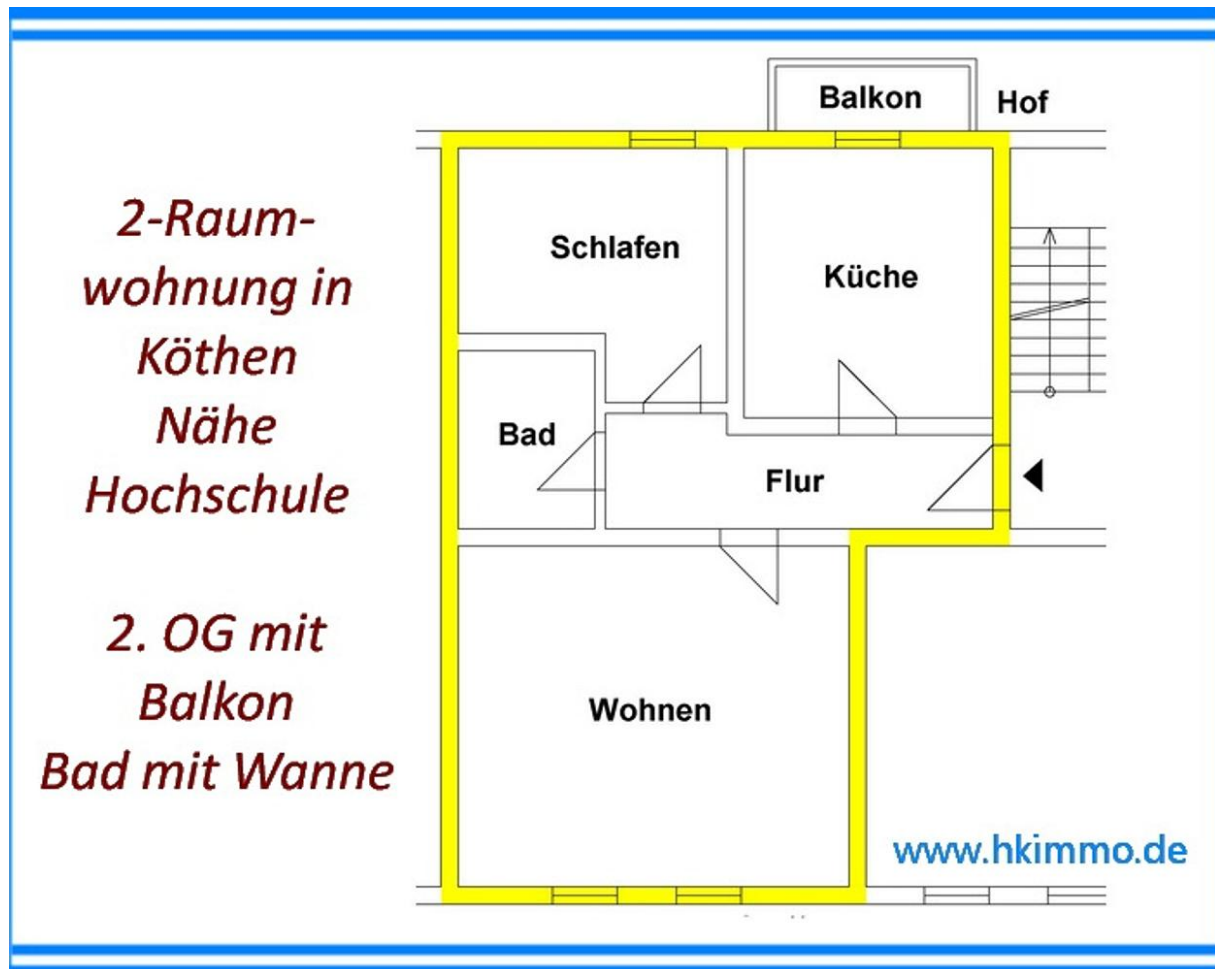 2-Raum-
wohnung in
Köthen
Nähe
Hochschule
2. OG mit
Balkon
Bad mit Wanne
Balkon
Hof
Schlafen
Küche
Bad
Flur
Wohnen
www.hkimmo.de